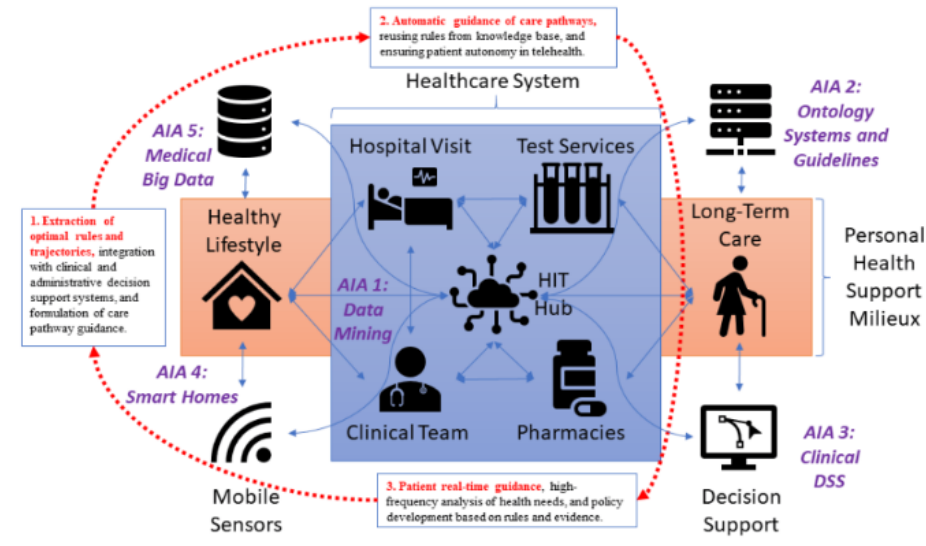 2. Automatic guidance of care pathways,
reusing rules from knowledge base, and
ensuring patient autonomy in telehealth.
Healthcare System
AIA 5:
Medical
Big Data
Hospital Visit
Test Services
AIA 2:
Ontology
Systems and
Guidelines
1. Extraction of
optimal rules and
trajectories, integration
with clinical and
administrative decision
support systems, and
formulation of care
pathway guidance.
Healthy
Lifestyle
AIA 1:
Data
Mining
HIT
Hub
Long-Term
Care
Personal
Health
Support
Milieux
AIA 4:
Smart Homes
Clinical Team
Pharmacies
AIA 3:
Clinical
DSS
Mobile
Sensors
3. Patient real-time guidance, high-
frequency analysis of health needs, and policy
development based on rules and evidence.
Decision
Support